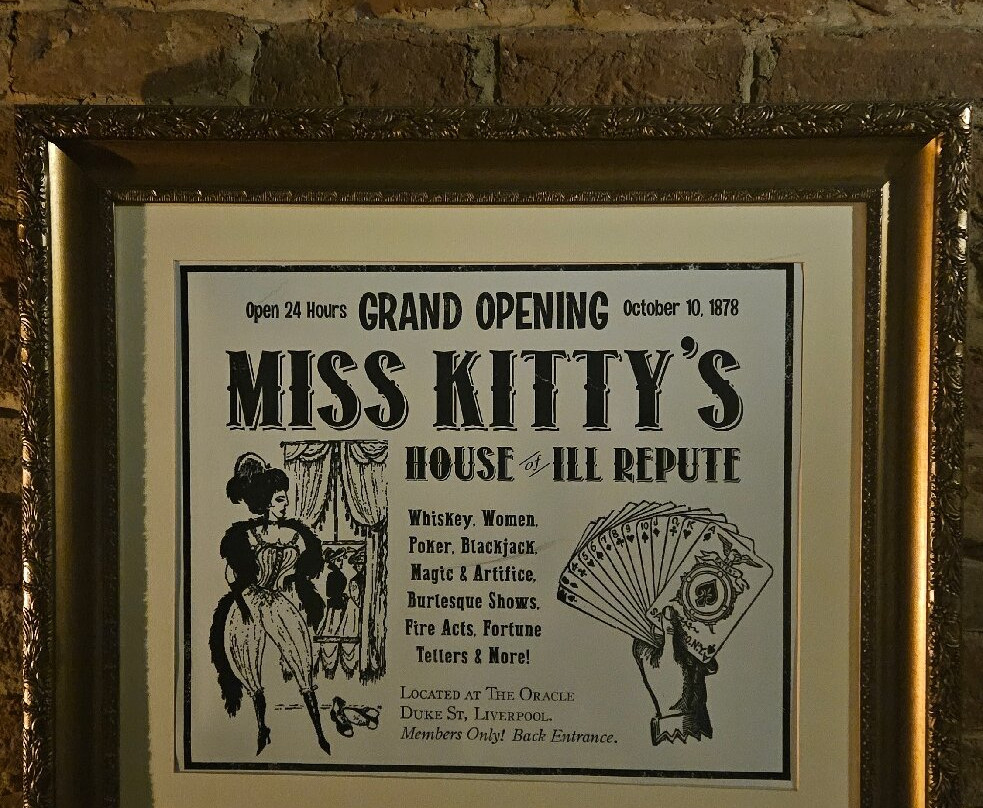 Open 24 Hours GRAND OPENING October 10, 1878
MISS KITTY'S
HOUSE of ILL REPUTE
Whiskey, Women,
Poker, Blackjack,
Magic & Artifice,
Burlesque Shows,
Fire Acts, Fortune
Tellers & More!
LOCATED AT THE ORACLE
DUKE ST, LIVERPOOL.
Members Only! Back Entrance.